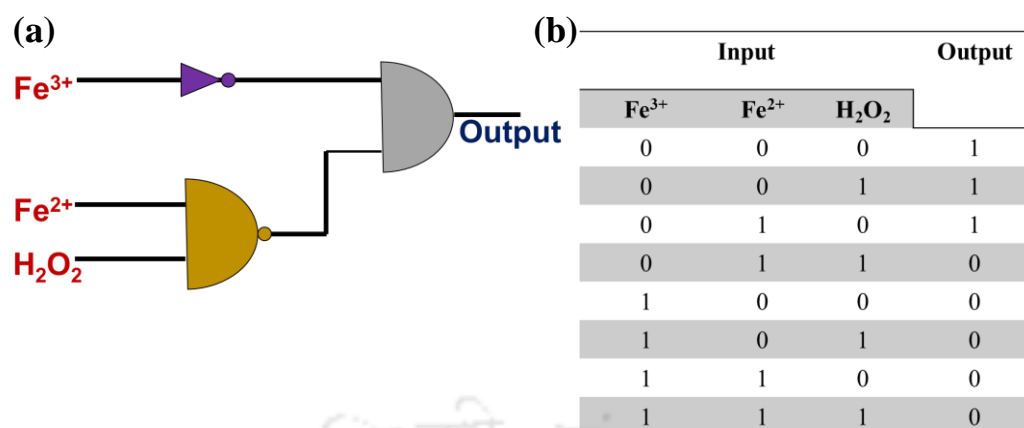 (a)
Fe³⁺
Output
Fe²⁺
H₂O₂
(b)
Input Output
Fe³⁺ Fe²⁺ H₂O₂
0 0 0 1
0 0 1 1
0 1 0 1
0 1 1 0
1 0 0 0
1 0 1 0
1 1 0 0
1 1 1 0